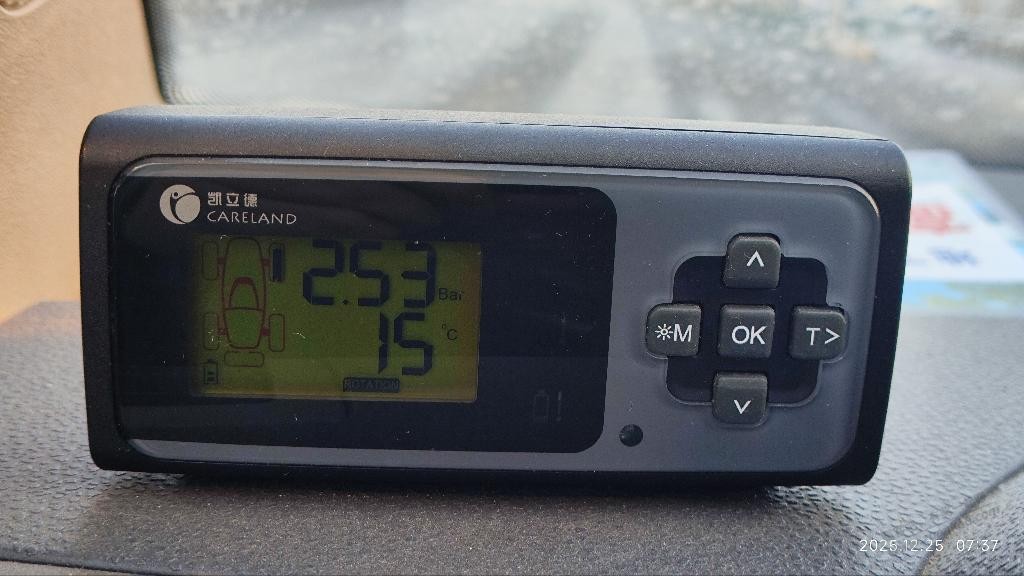 凯立德
CARELAND
2.53 Bar
15 °C
ROTATION
☼M
OK
T>
2025.12.25 07:37